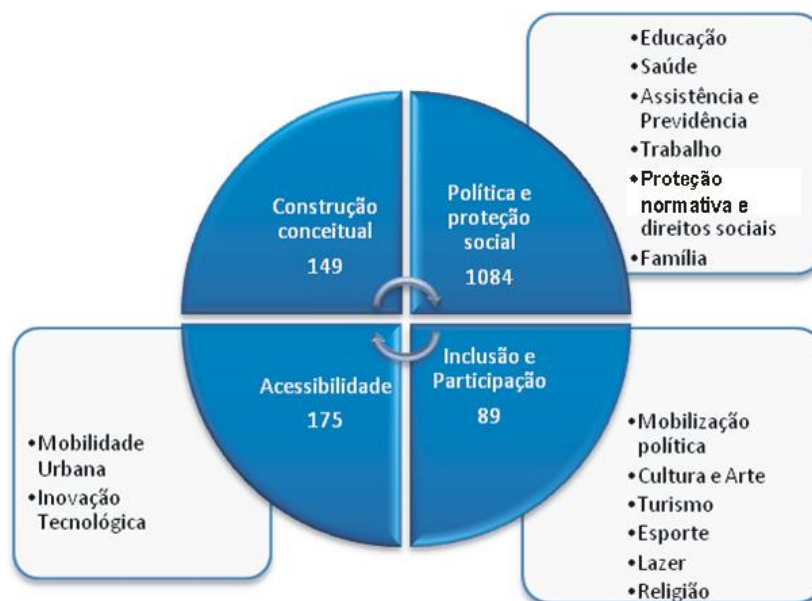 Construção
conceitual
149
Política e
proteção
social
1084
•Educação
•Saúde
•Assistência e
Previdência
•Trabalho
•Proteção
normativa e
direitos sociais
•Família
Acessibilidade
175
•Mobilidade
Urbana
•Inovação
Tecnológica
Inclusão e
Participação
89
•Mobilização
política
•Cultura e Arte
•Turismo
•Esporte
•Lazer
•Religião